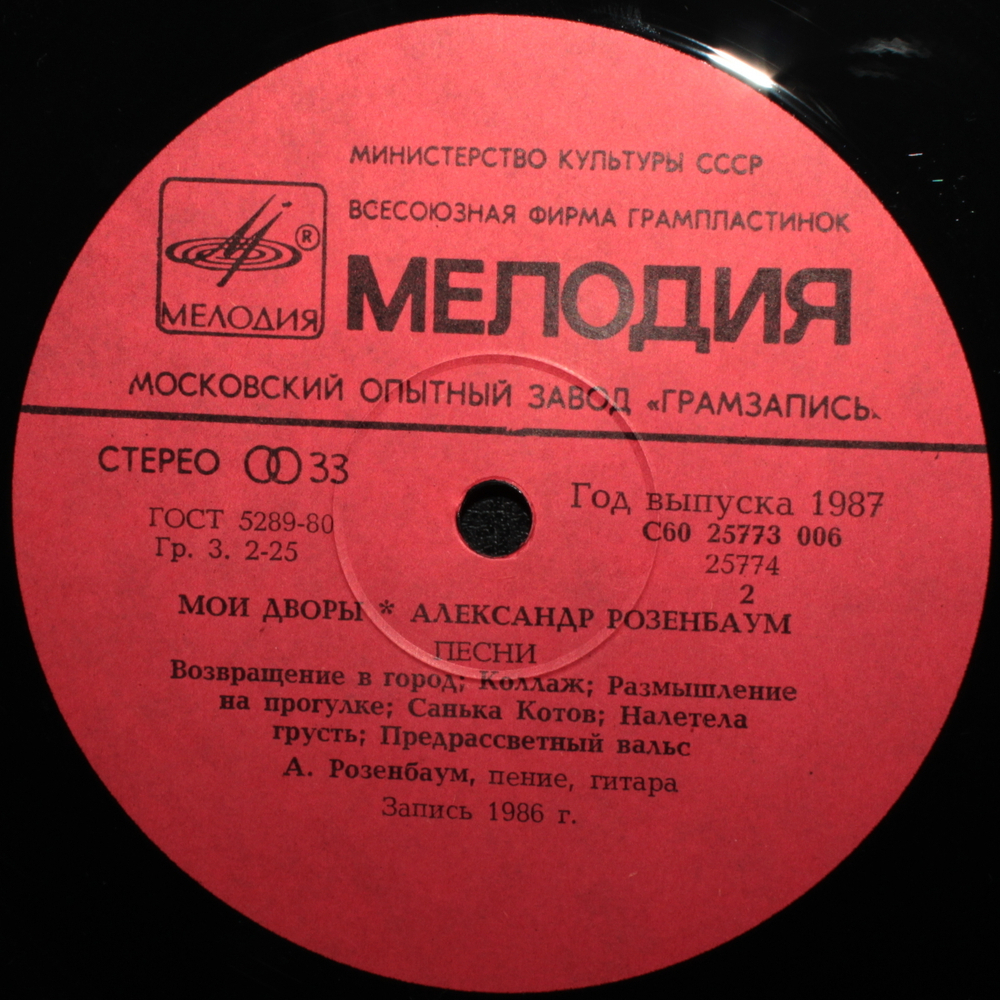 МИНИСТЕРСТВО КУЛЬТУРЫ СССР
ВСЕСОЮЗНАЯ ФИРМА ГРАМПЛАСТИНОК
®
МЕЛОДИЯ
МЕЛОДИЯ
МОСКОВСКИЙ ОПЫТНЫЙ ЗАВОД «ГРАМЗАПИСЬ»
СТЕРЕО 33
Год выпуска 1987
ГОСТ 5289-80
С60 25773 006
Гр. 3. 2-25
25774
2
МОИ ДВОРЫ * АЛЕКСАНДР РОЗЕНБАУМ
ПЕСНИ
Возвращение в город; Коллаж; Размышление
на прогулке; Санька Котов; Налетела
грусть; Предрассветный вальс
А. Розенбаум, пение, гитара
Запись 1986 г.